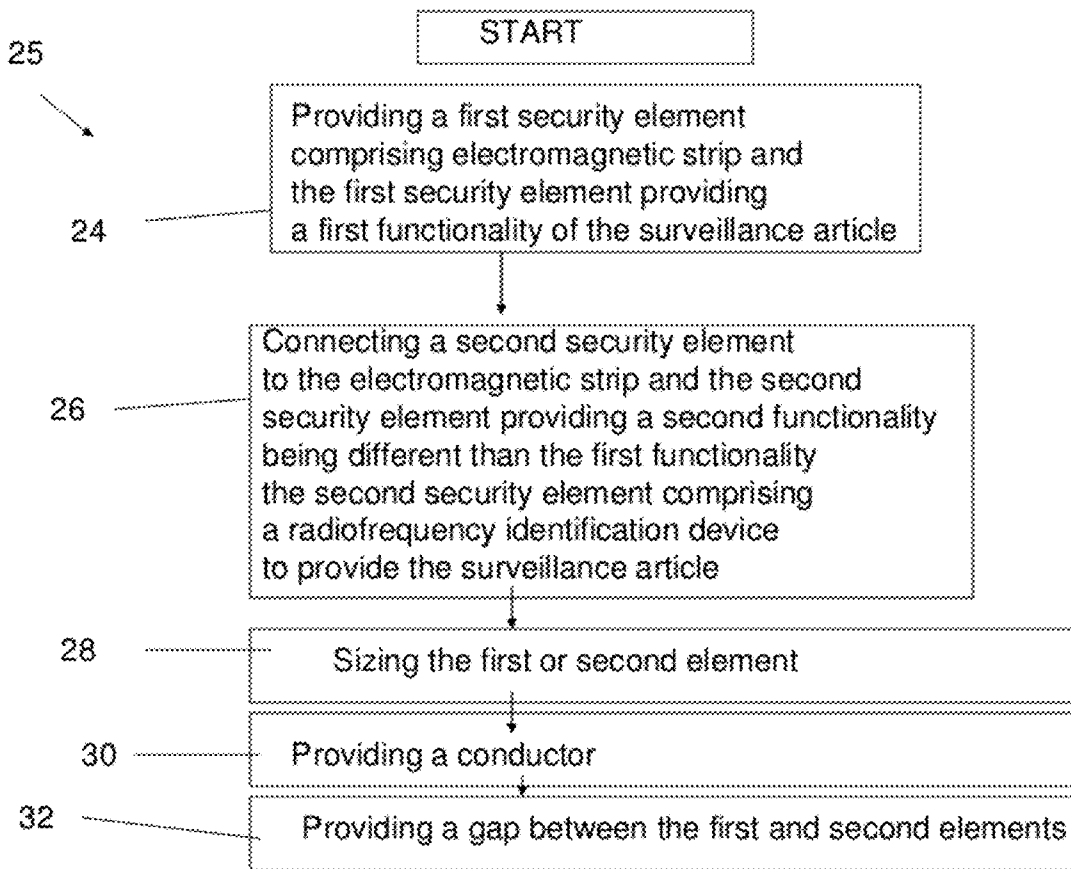 START
25
Providing a first security element
comprising electromagnetic strip and
the first security element providing
a first functionality of the surveillance article
24
Connecting a second security element
to the electromagnetic strip and the second
security element providing a second functionality
being different than the first functionality
the second security element comprising
a radiofrequency identification device
to provide the surveillance article
26
28
Sizing the first or second element
30
Providing a conductor
32
Providing a gap between the first and second elements